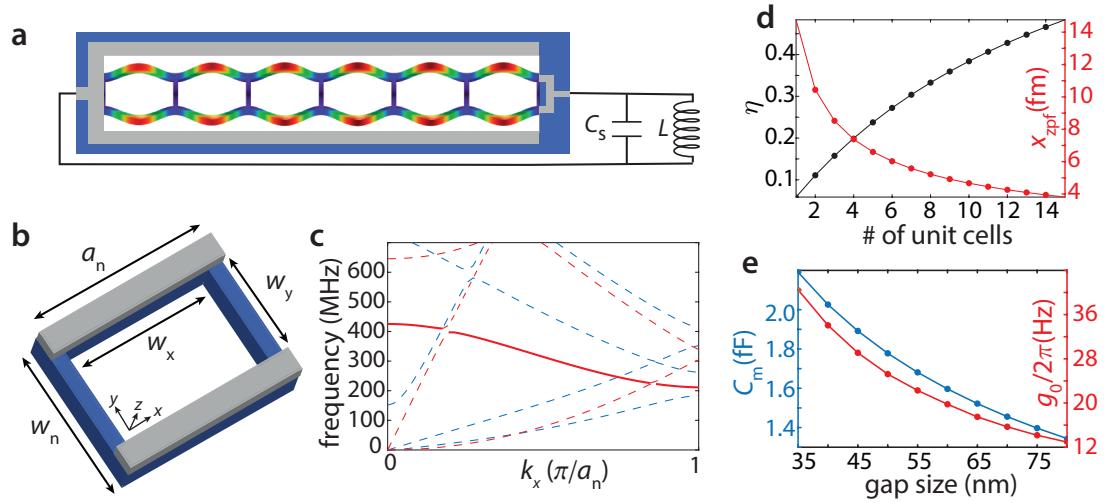 a
C_s
L
b
a_n
w_x
w_y
w_n
y
z
x
c
frequency (MHz)
600
500
400
300
200
100
0
0
1
k_x (π/a_n)
d
η
0.4
0.3
0.2
0.1
14
12
10
8
6
4
x_zpf(fm)
2
4
6
8
10
12
14
# of unit cells
e
C_m(fF)
2.0
1.8
1.6
1.4
36
28
20
12
g_0/2π(Hz)
35
45
55
65
75
gap size (nm)